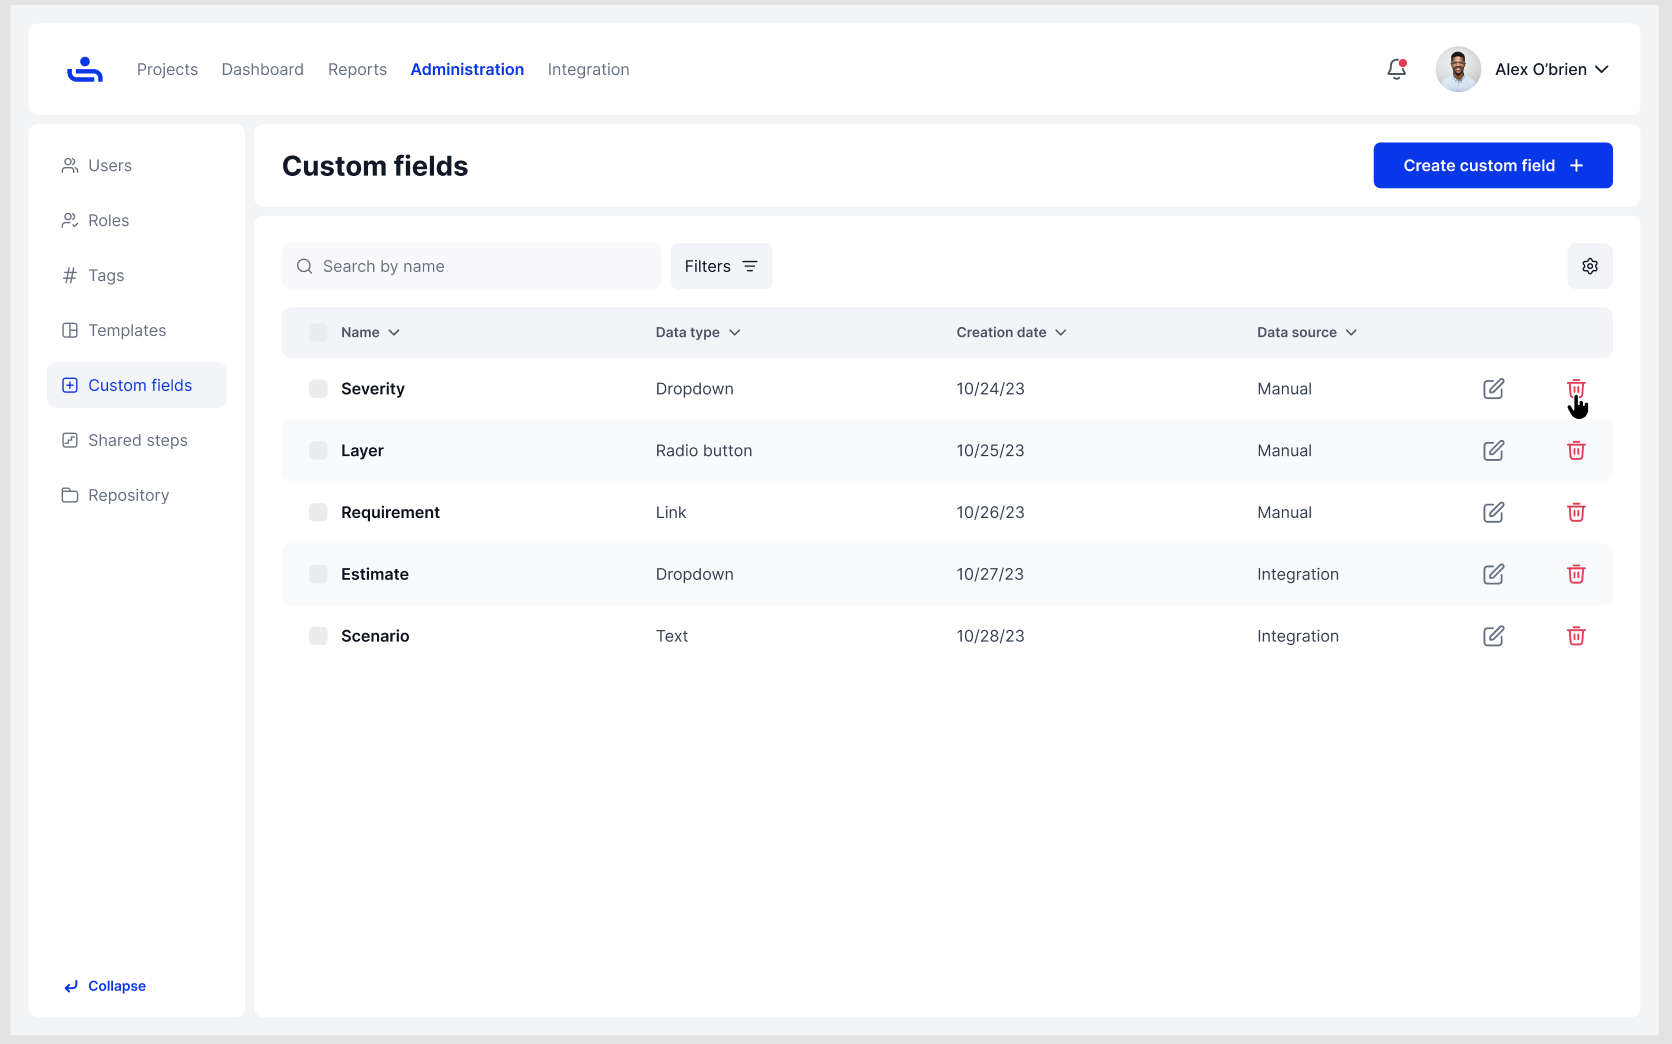 Projects Dashboard Reports Administration Integration Alex O’brien
Users
Roles
Tags
Templates
Custom fields
Shared steps
Repository
Collapse
Custom fields
Create custom field
Search by name
Filters
Name Data type Creation date Data source
Severity Dropdown 10/24/23 Manual
Layer Radio button 10/25/23 Manual
Requirement Link 10/26/23 Manual
Estimate Dropdown 10/27/23 Integration
Scenario Text 10/28/23 Integration